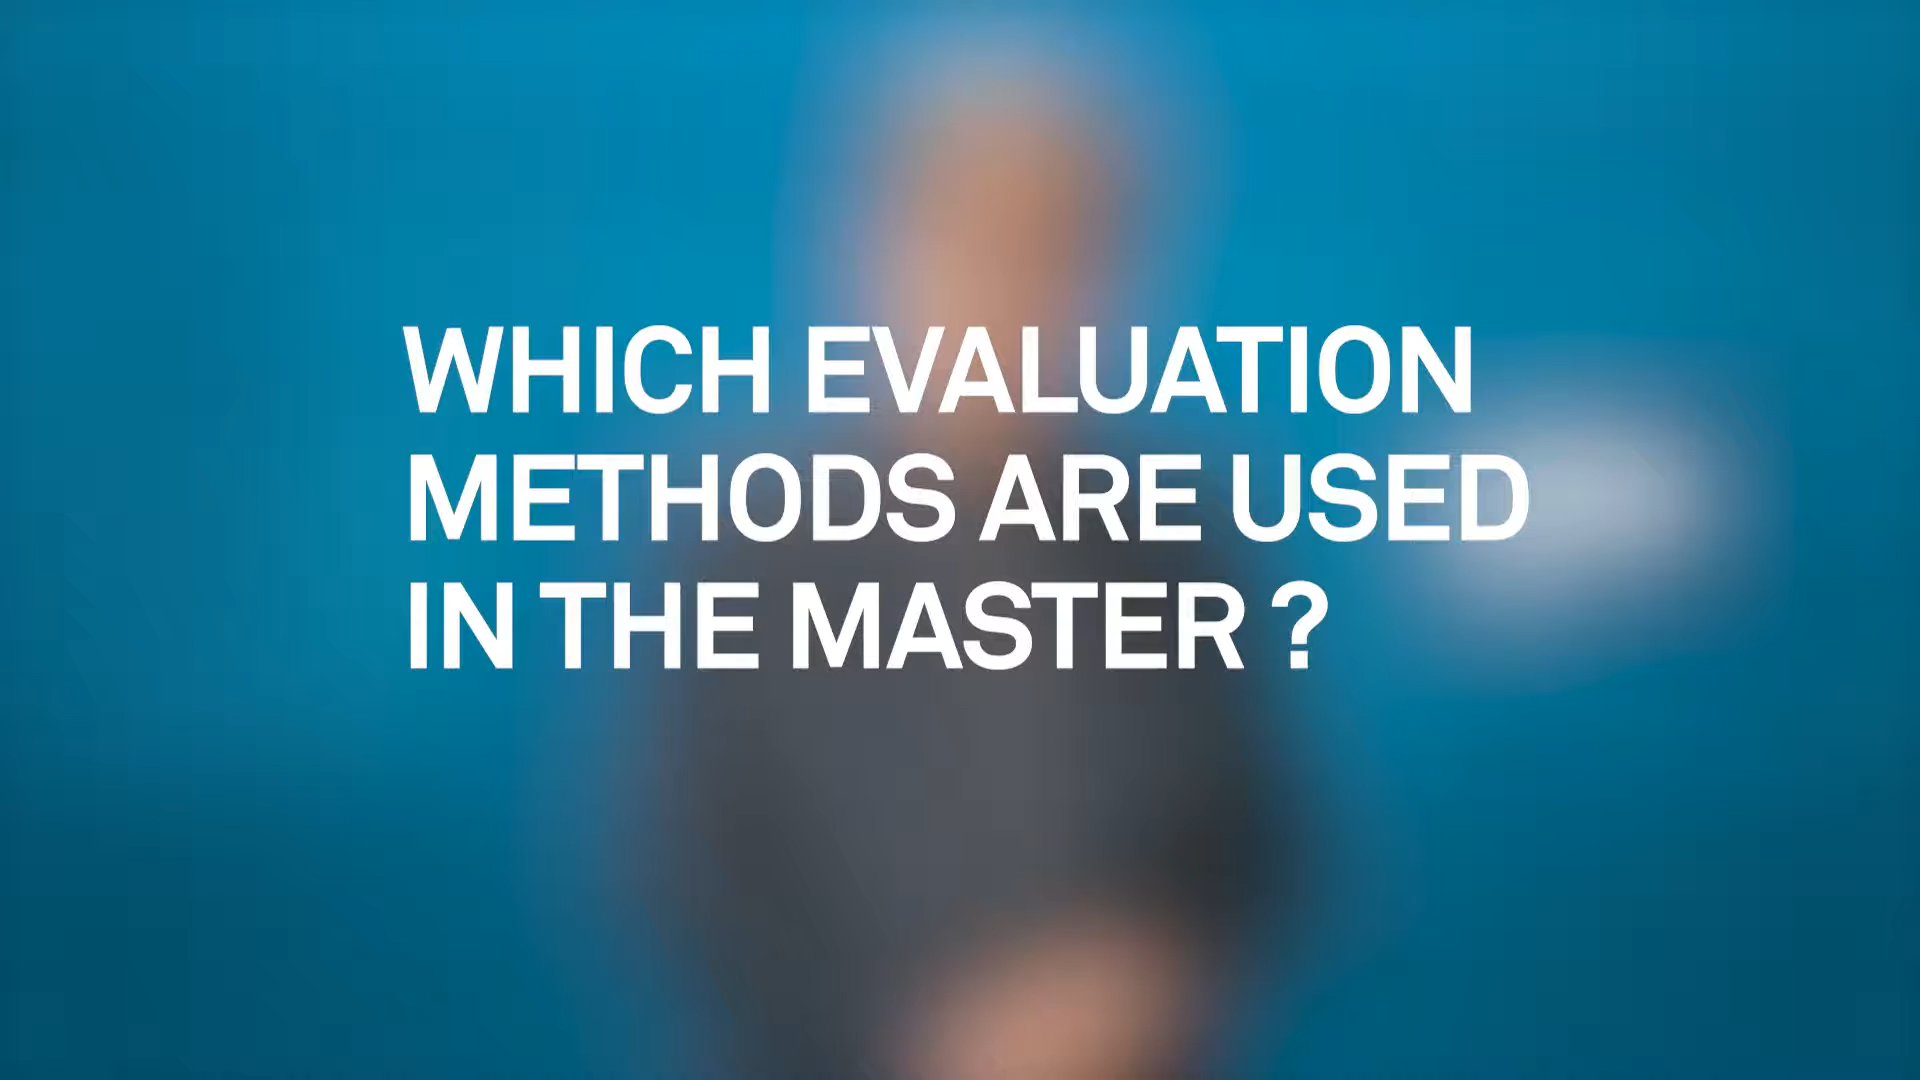 WHICH EVALUATION
METHODS ARE USED
IN THE MASTER ?